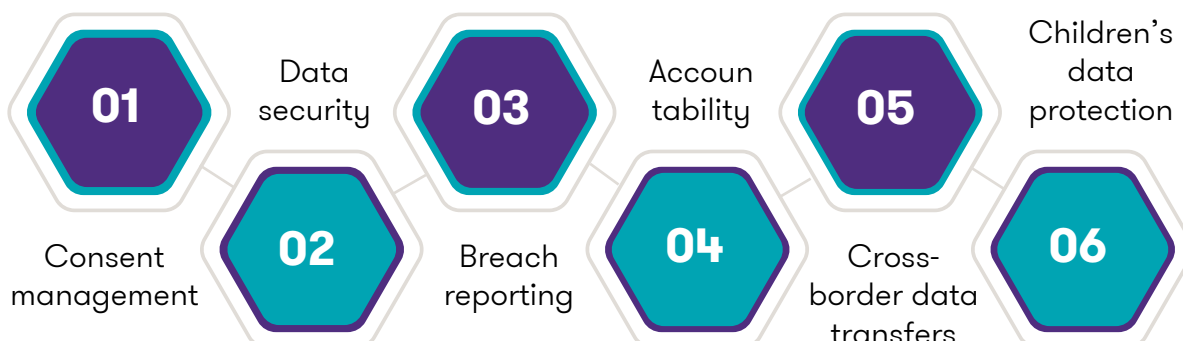 01
Consent
management
02
Data
security
03
Breach
reporting
04
Accoun
tability
05
Cross-
border data
transfers
06
Children's
data
protection